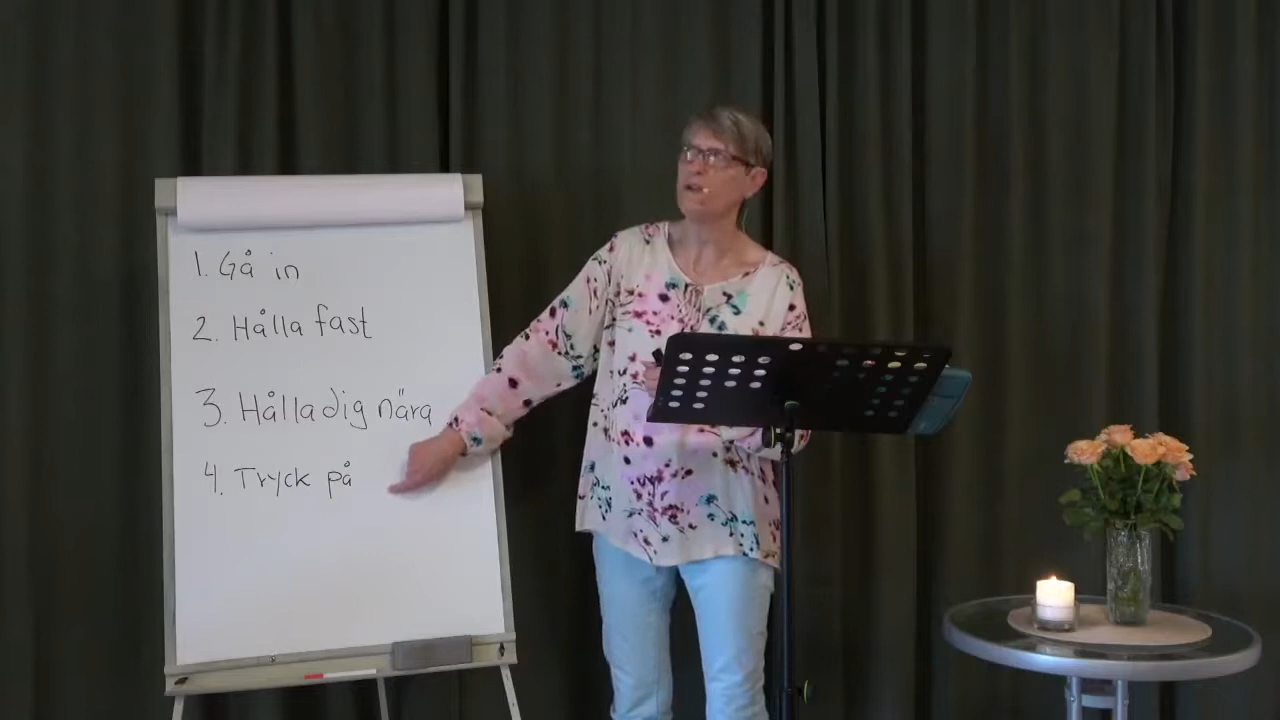 1. Gå in
2. Hålla fast
3. Hålla dig nära
4. Tryck på